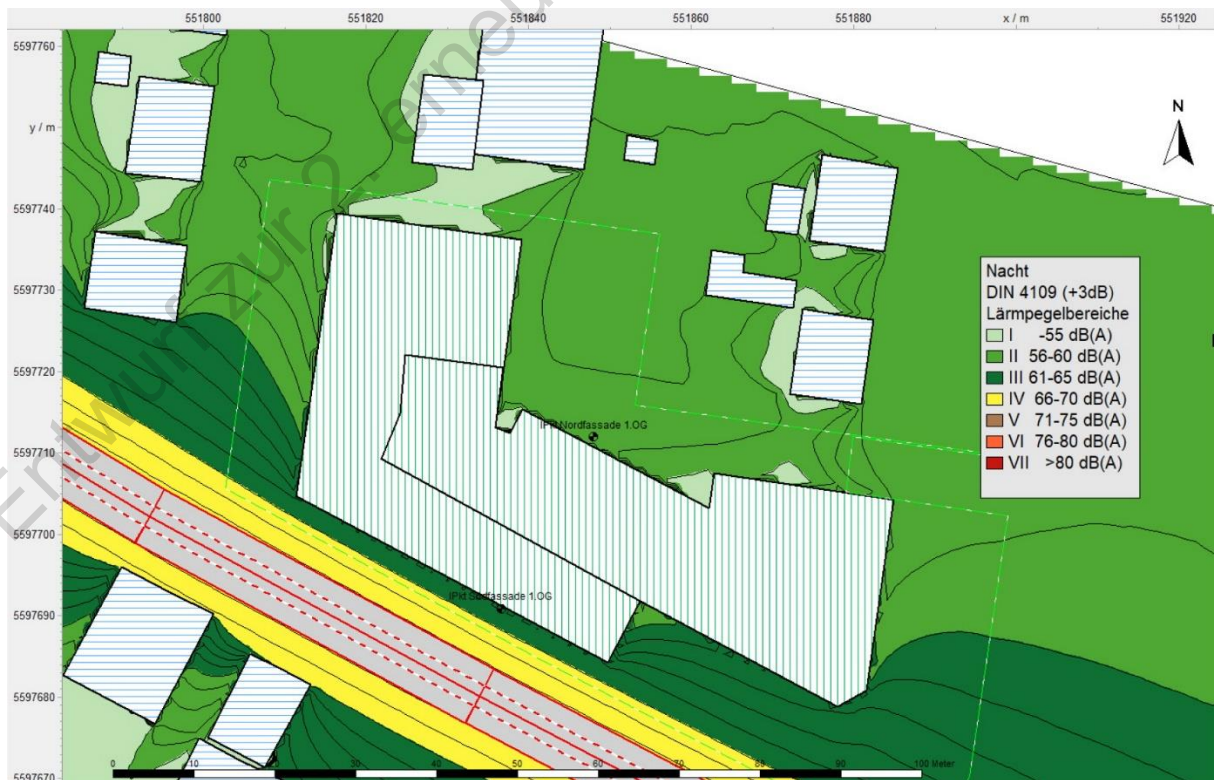 551800 551820 551840 551860 551880 x / m 551920
5597760
y / m
5597740
5597730
5597720
5597710
5597700
5597690
5597680
5597670
N
Nacht
DIN 4109 (+3dB)
Lärmpegelbereiche
I -55 dB(A)
II 56-60 dB(A)
III 61-65 dB(A)
IV 66-70 dB(A)
V 71-75 dB(A)
VI 76-80 dB(A)
VII >80 dB(A)
Nordfassade 1.OG
IPkt Südfassade 1.OG
0 10 20 30 40 50 60 70 80 90 100 Meter
Entwurf zur 2. erneu